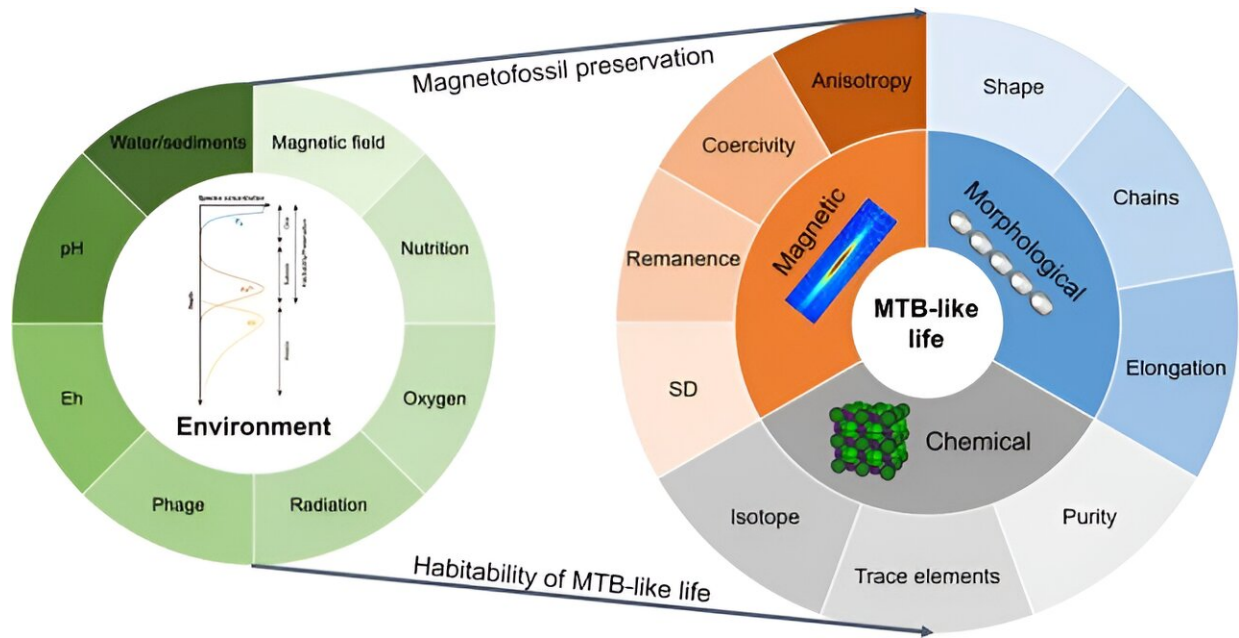 Magnetofossil preservation
Water/sediments
Magnetic field
Nutrition
Oxygen
Radiation
Phage
Eh
pH
Depth
Environment
Habitability of MTB-like life
Anisotropy
Coercivity
Remanence
SD
Magnetic
Shape
Chains
Elongation
Morphological
MTB-like
life
Chemical
Isotope
Trace elements
Purity